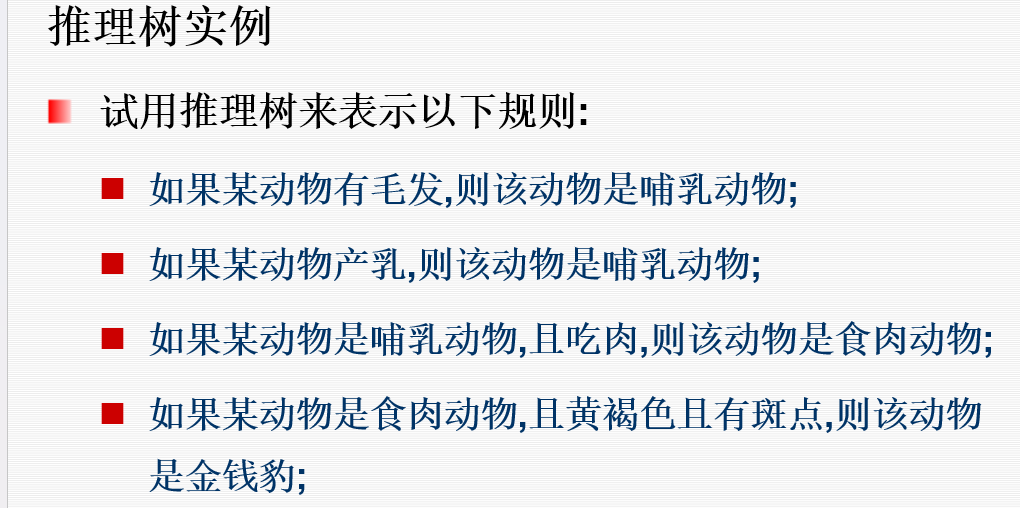 推理树实例
试用推理树来表示以下规则:
如果某动物有毛发,则该动物是哺乳动物;
如果某动物产乳,则该动物是哺乳动物;
如果某动物是哺乳动物,且吃肉,则该动物是食肉动物;
如果某动物是食肉动物,且黄褐色且有斑点,则该动物
是金钱豹;